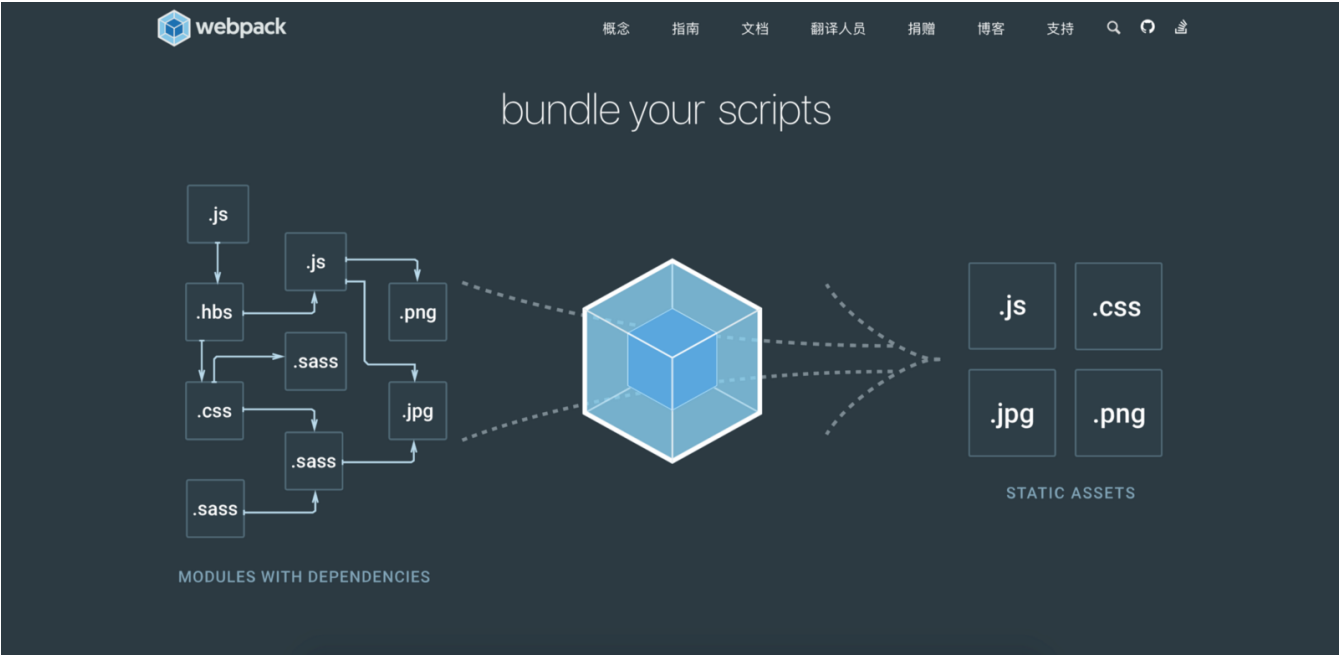 webpack
概念 指南 文档 翻译人员 捐赠 博客 支持
bundle your scripts
.js
.js
.hbs
.png
.sass
.css
.jpg
.sass
.sass
MODULES WITH DEPENDENCIES
.js .css
.jpg .png
STATIC ASSETS